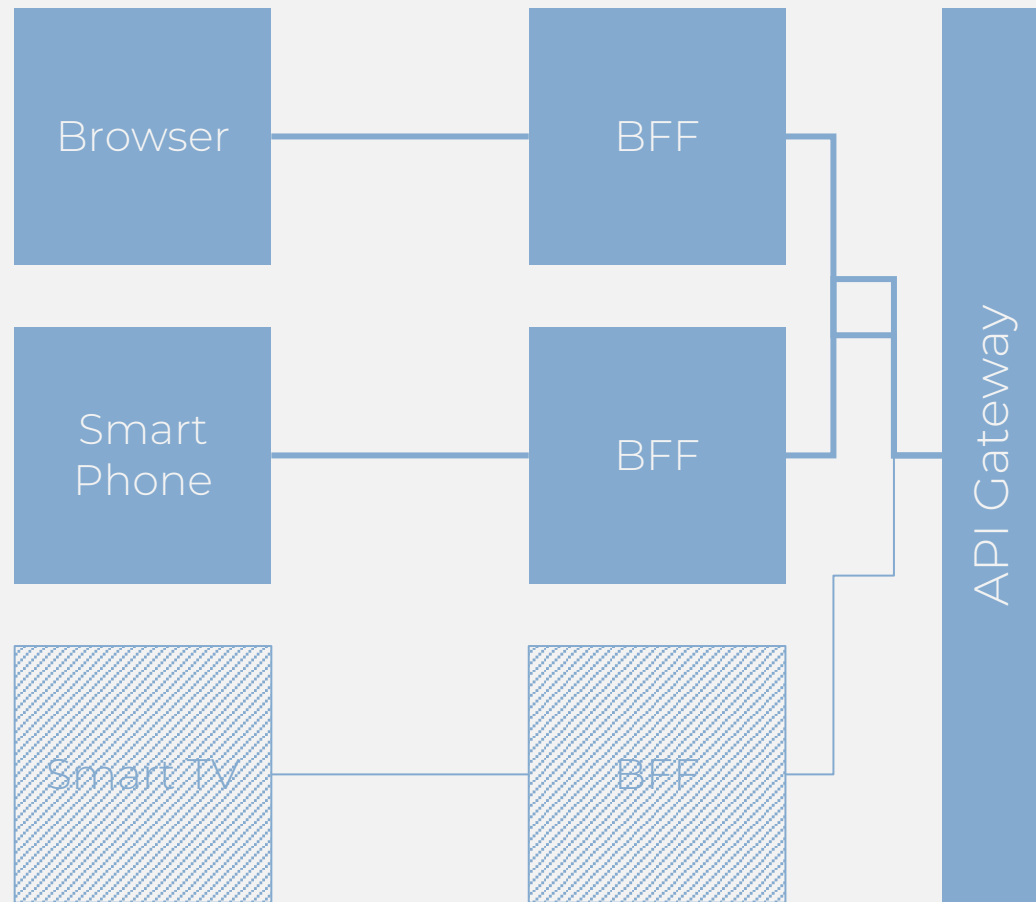 Browser
BFF
Smart
Phone
BFF
Smart TV
BFF
API Gateway